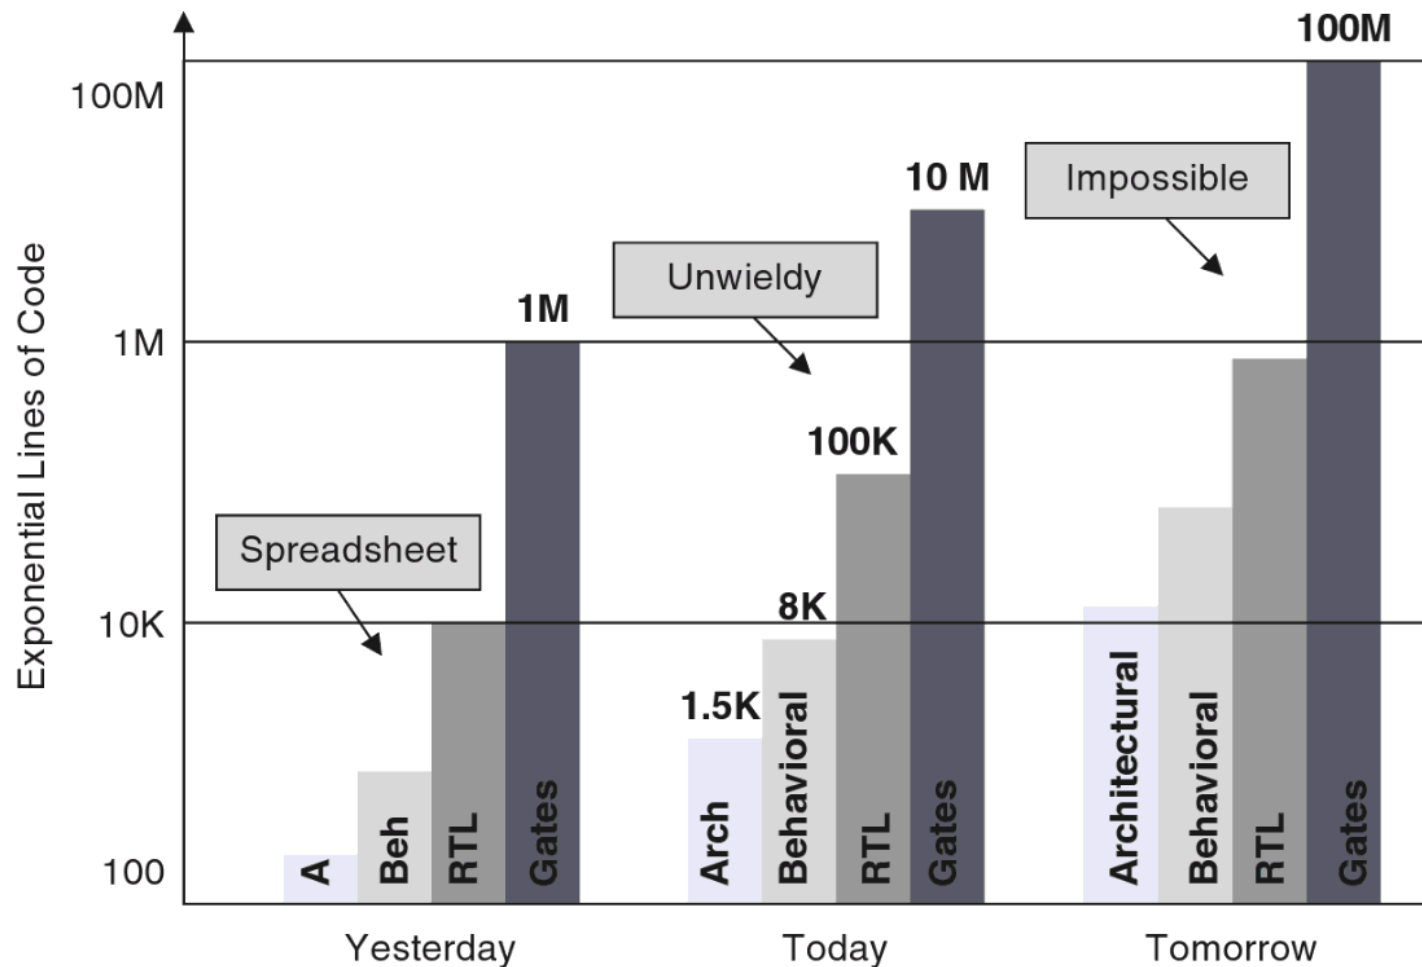 100M
100M
Impossible
10 M
Unwieldy
1M
1M
100K
Spreadsheet
10K
8K
1.5K
100
Exponential Lines of Code
A
Beh
RTL
Gates
Arch
Behavioral
RTL
Gates
Architectural
Behavioral
RTL
Gates
Yesterday
Today
Tomorrow